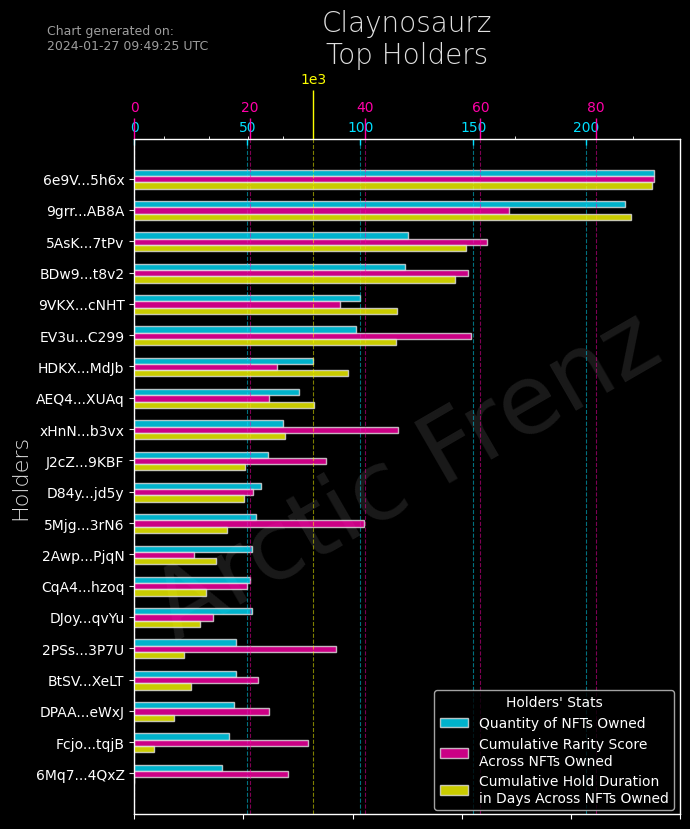 Chart generated on:
2024-01-27 09:49:25 UTC
Claynosaurz
Top Holders
1e3
0 20 40 60 80
0 50 100 150 200
Holders
6e9V...5h6x
9grr...AB8A
5AsK...7tPv
BDw9...t8v2
9VKX...cNHT
EV3u...C299
HDKX...MdJb
AEQ4...XUAq
xHnN...b3vx
J2cZ...9KBF
D84y...jd5y
5Mjg...3rN6
2Awp...PjqN
CqA4...hzoq
DJoy...qvYu
2PSs...3P7U
BtSV...XeLT
DPAA...eWxJ
Fcjo...tqjB
6Mq7...4QxZ
Arctic Frenz
Holders' Stats
Quantity of NFTs Owned
Cumulative Rarity Score
Across NFTs Owned
Cumulative Hold Duration
in Days Across NFTs Owned